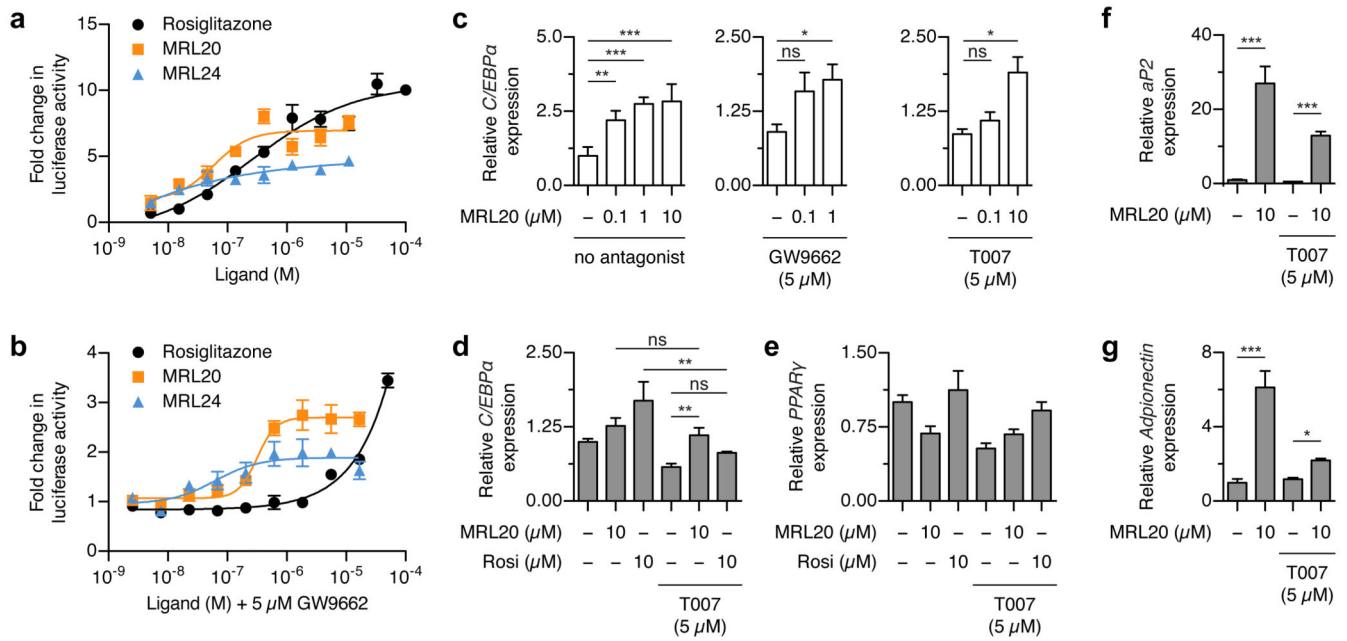 a
Fold change in
luciferase activity
15
10
5
0
Rosiglitazone
MRL20
MRL24
10-9
10-8
10-7
10-6
10-5
10-4
Ligand (M)
b
Fold change in
luciferase activity
4
3
2
1
0
Rosiglitazone
MRL20
MRL24
10-9
10-8
10-7
10-6
10-5
10-4
Ligand (M) + 5 µM GW9662
c
Relative C/EBPα
expression
5.0
2.5
0.0
***
***
**
MRL20 (µM) – 0.1 1 10
no antagonist
2.50
1.25
0.00
*
ns
– 0.1 1
GW9662
(5 µM)
2.50
1.25
0.00
*
ns
– 0.1 10
T007
(5 µM)
d
Relative C/EBPα
expression
2.50
1.25
0.00
ns
**
ns
**
MRL20 (µM) – 10 – – 10 –
Rosi (µM) – – 10 – – 10
T007
(5 µM)
e
Relative PPARγ
expression
1.50
0.75
0.00
– 10 – – 10 –
– – 10 – – 10
T007
(5 µM)
f
Relative aP2
expression
40
20
0
***
***
MRL20 (µM) – 10 – 10
T007
(5 µM)
g
Relative Adpionectin
expression
8
4
0
***
*
MRL20 (µM) – 10 – 10
T007
(5 µM)